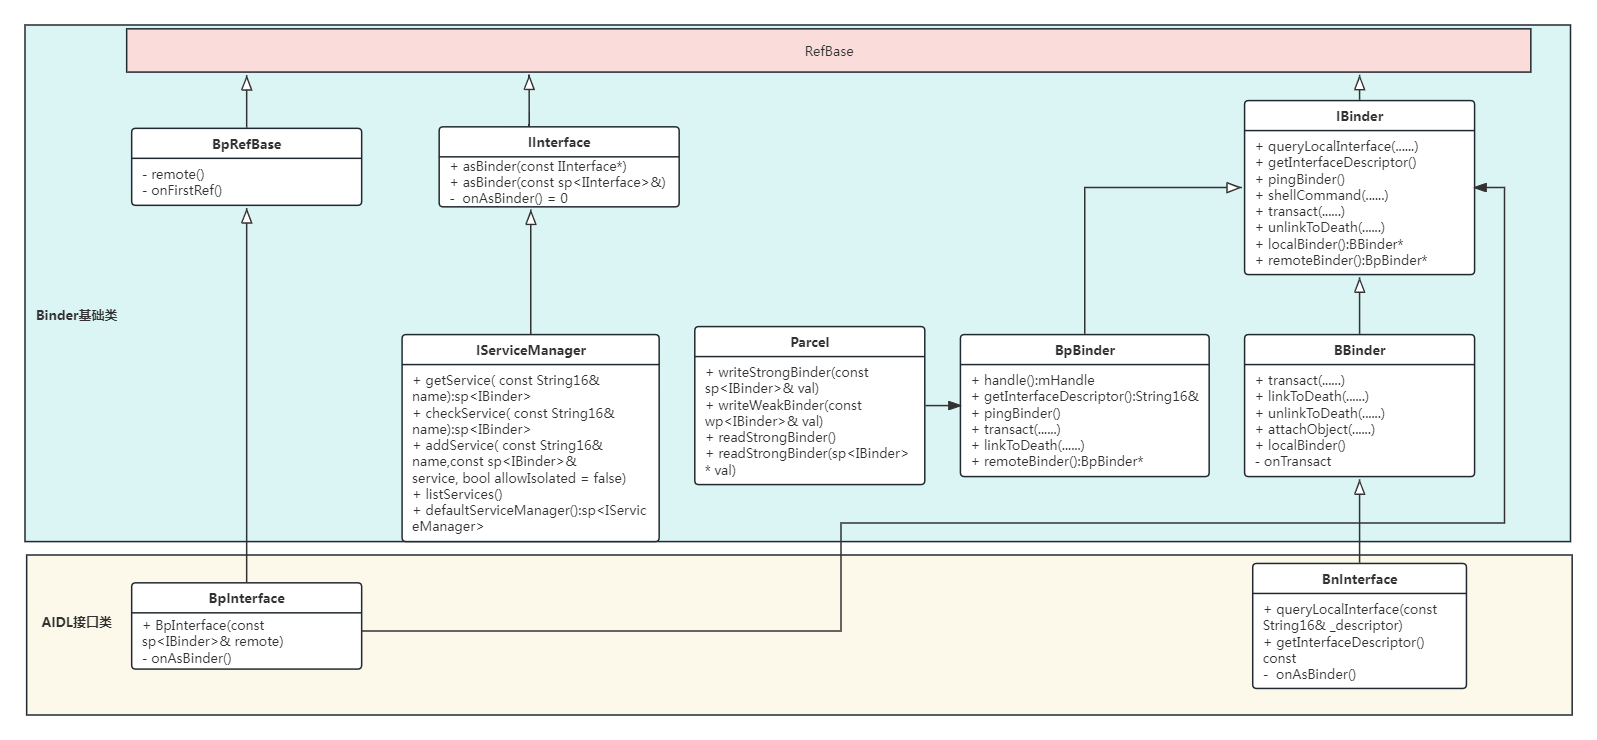 RefBase
BpRefBase
- remote()
- onFirstRef()
IInterface
+ asBinder(const IInterface*)
+ asBinder(const sp<IInterface>&)
-  onAsBinder() = 0
IBinder
+ queryLocalInterface(......)
+ getInterfaceDescriptor()
+ pingBinder()
+ shellCommand(......)
+ transact(......)
+ unlinkToDeath(......)
+ localBinder():BBinder*
+ remoteBinder():BpBinder*
Binder基础类
IServiceManager
+ getService( const String16&
name):sp<IBinder>
+ checkService( const String16&
name):sp<IBinder>
+ addService( const String16&
name,const sp<IBinder>&
service, bool allowIsolated = false)
+ listServices()
+ defaultServiceManager():sp<IServic
eManager>
Parcel
+ writeStrongBinder(const
sp<IBinder>& val)
+ writeWeakBinder(const
wp<IBinder>& val)
+ readStrongBinder()
+ readStrongBinder(sp<IBinder>
* val)
BpBinder
+ handle():mHandle
+ getInterfaceDescriptor():String16&
+ pingBinder()
+ transact(......)
+ linkToDeath(......)
+ remoteBinder():BpBinder*
BBinder
+ transact(......)
+ linkToDeath(......)
+ unlinkToDeath(......)
+ attachObject(......)
+ localBinder()
- onTransact
AIDL接口类
BpInterface
+ BpInterface(const
sp<IBinder>& remote)
- onAsBinder()
BnInterface
+ queryLocalInterface(const
String16& _descriptor)
+ getInterfaceDescriptor()
const
-  onAsBinder()